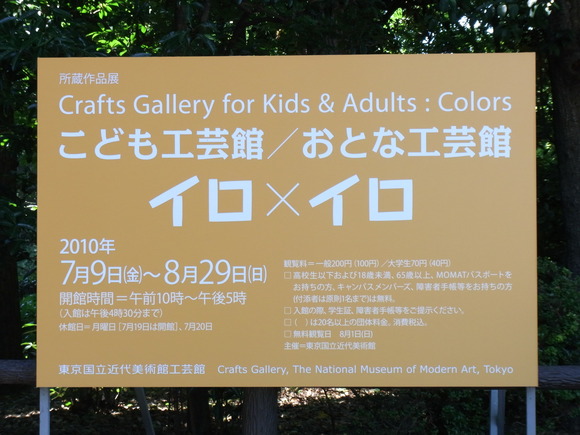 所蔵作品展
Crafts Gallery for Kids & Adults : Colors
こども工芸館／おとな工芸館
イロ×イロ
2010年
7月9日(金)〜8月29日(日)
開館時間＝午前10時〜午後5時
(入館は午後4時30分まで)
休館日＝月曜日［7月19日は開館］、7月20日
観覧料＝一般200円（100円）／大学生70円（40円）
□高校生以下および18歳未満、65歳以上、MOMATパスポートを
お持ちの方、キャンパスメンバーズ、障害者手帳等をお持ちの方
(付添者は原則1名まで)は無料。
□入館の際、学生証、障害者手帳等をご提示ください。
□（　）は20名以上の団体料金。消費税込。
□無料観覧日　8月1日(日)
主催＝東京国立近代美術館
東京国立近代美術館工芸館　Crafts Gallery, The National Museum of Modern Art, Tokyo